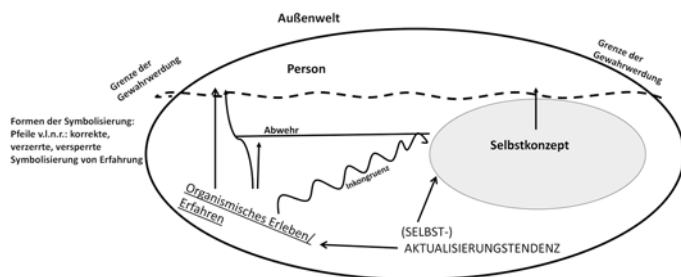 Außenwelt
Grenze der
Gewahrwerdung
Person
Grenze der
Gewahrwerdung
Formen der Symbolisierung:
Pfeile v.l.n.r.: korrekte,
verzerrte, versperrte
Symbolisierung von Erfahrung
Abwehr
Selbstkonzept
Inkongruenz
Organismisches Erleben/
Erfahren
(SELBST-)
AKTUALISIERUNGSTENDENZ